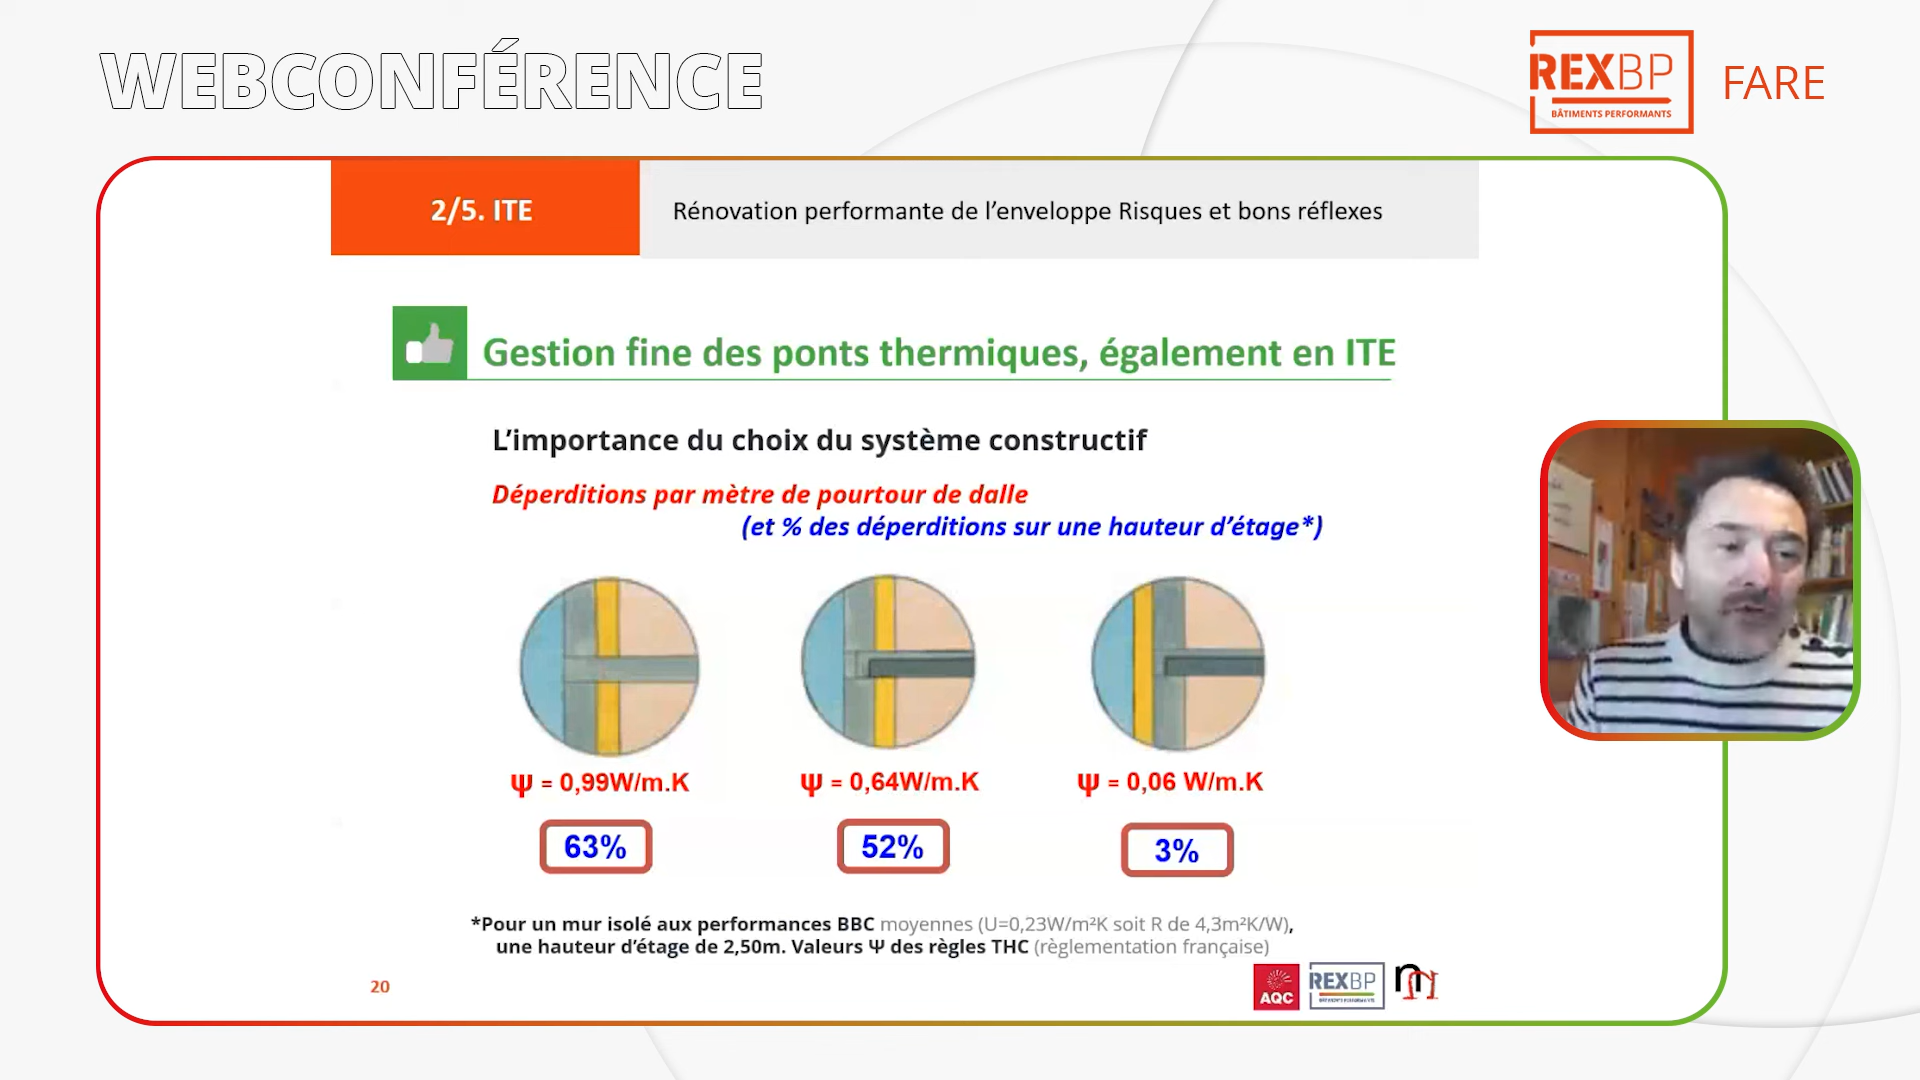 WEBCONFÉRENCE
REXBP
BÂTIMENTS PERFORMANTS
FARE
2/5. ITE
Rénovation performante de l’enveloppe Risques et bons réflexes
Gestion fine des ponts thermiques, également en ITE
L’importance du choix du système constructif
Déperditions par mètre de pourtour de dalle
(et % des déperditions sur une hauteur d’étage*)
Ψ = 0,99W/m.K
Ψ = 0,64W/m.K
Ψ = 0,06 W/m.K
63%
52%
3%
*Pour un mur isolé aux performances BBC moyennes (U=0,23W/m²K soit R de 4,3m²K/W),
une hauteur d’étage de 2,50m. Valeurs Ψ des règles THC (règlementation française)
20
AQC
REXBP